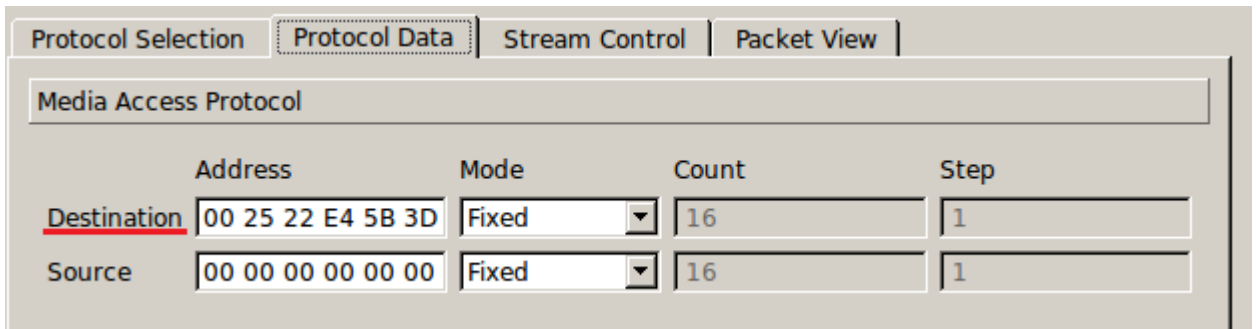 Protocol Selection Protocol Data Stream Control Packet View
Media Access Protocol
Address Mode Count Step
Destination 00 25 22 E4 5B 3D Fixed 16 1
Source 00 00 00 00 00 00 Fixed 16 1